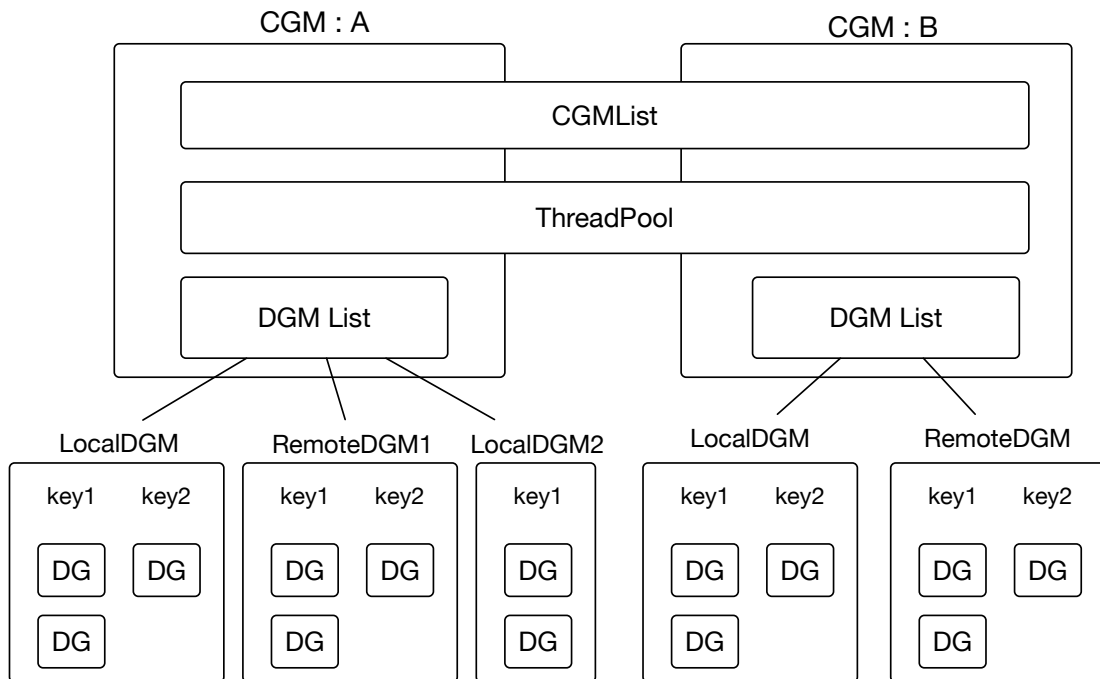 CGM : A
CGM : B
CGMList
ThreadPool
DGM List
DGM List
LocalDGM
RemoteDGM1
LocalDGM2
LocalDGM
RemoteDGM
key1 key2
key1 key2
key1
key1 key2
key1 key2
DG DG
DG DG
DG
DG DG
DG DG
DG
DG
DG
DG
DG